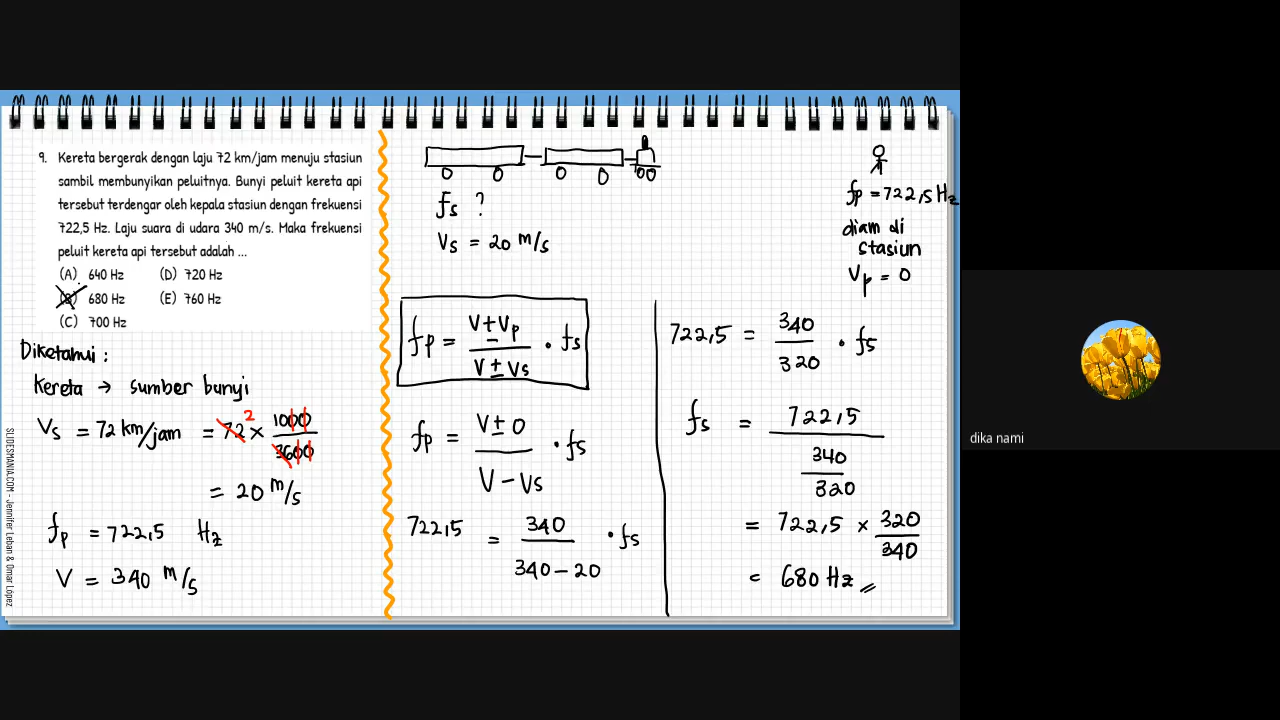 9. Kereta bergerak dengan laju 72 km/jam menuju stasiun
sambil membunyikan peluitnya. Bunyi peluit kereta api
tersebut terdengar oleh kepala stasiun dengan frekuensi
722,5 Hz. Laju suara di udara 340 m/s. Maka frekuensi
peluit kereta api tersebut adalah ...
(A) 640 Hz (D) 720 Hz
(B) 680 Hz (E) 760 Hz
(C) 700 Hz
Diketahui :
Kereta → sumber bunyi
Vs = 72 km/jam = 72 2 × 1000/3600
= 20 m/s
fp = 722,5 Hz
V = 340 m/s
fs ?
Vs = 20 m/s
fp = 722,5 Hz
diam di
stasiun
Vp = 0
fp = (V ± Vp)/(V ± Vs) • fs
fp = (V ± 0)/(V – Vs) • fs
722,5 = 340/(340 – 20) • fs
722,5 = 340/320 • fs
fs = 722,5/(340/320)
= 722,5 × 320/340
= 680 Hz
SLIDESMANIA.COM - Jennifer Leban & Omar López
dika nami